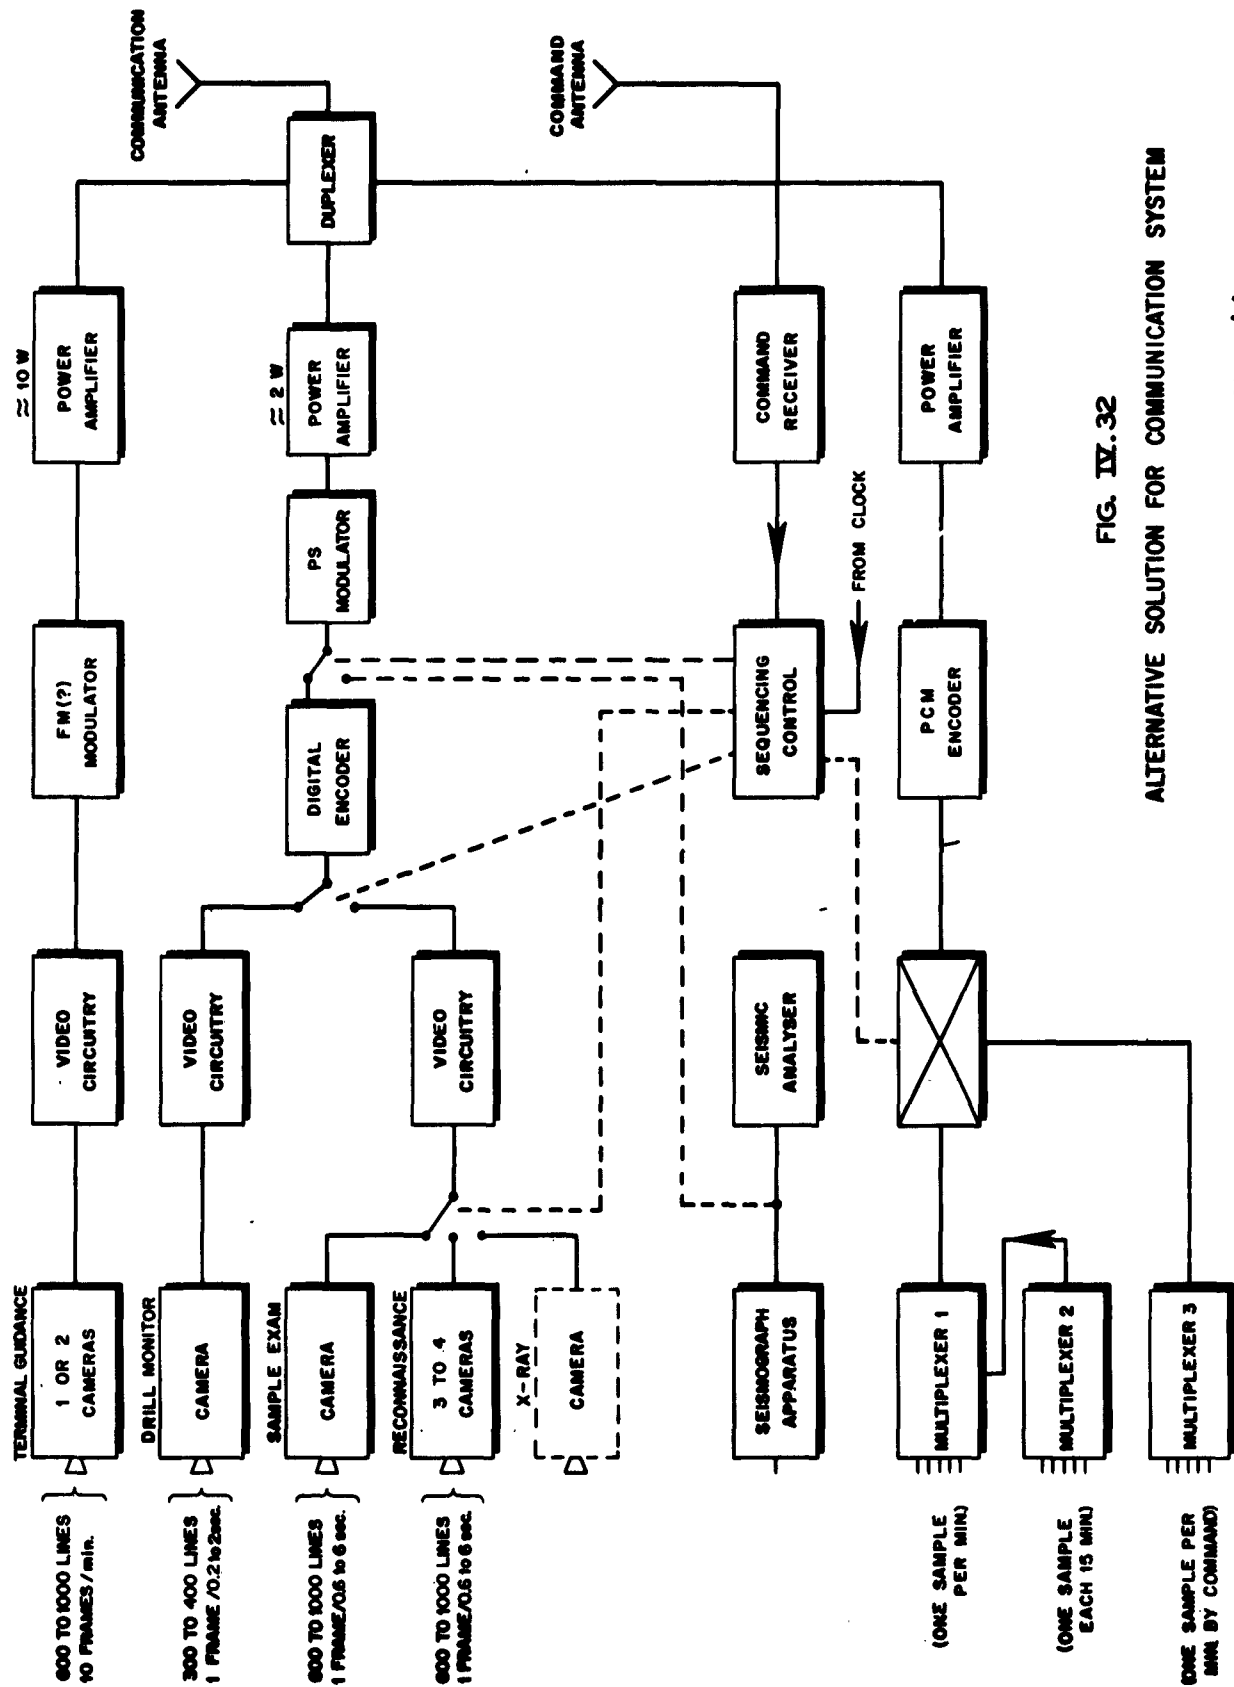 TERMINAL GUIDANCE
600 TO 1000 LINES
10 FRAMES / min.
1 OR 2
CAMERAS
VIDEO
CIRCUITRY
FM(?)
MODULATOR
≈ 10 W
POWER
AMPLIFIER
COMMUNICATION
ANTENNA
DRILL MONITOR
300 TO 400 LINES
1 FRAME /0.2 to 2sec.
CAMERA
VIDEO
CIRCUITRY
SAMPLE EXAM
600 TO 1000 LINES
1 FRAME/0.6 to 6 sec.
CAMERA
DIGITAL
ENCODER
PS
MODULATOR
≈ 2 W
POWER
AMPLIFIER
DUPLEXER
RECONNAISSANCE
600 TO 1000 LINES
1 FRAME/0.6 to 6 sec.
3 TO 4
CAMERAS
VIDEO
CIRCUITRY
X-RAY
CAMERA
COMMAND
ANTENNA
SEISMOGRAPH
APPARATUS
SEISMIC
ANALYSER
SEQUENCING
CONTROL
COMMAND
RECEIVER
FROM CLOCK
(ONE SAMPLE
PER MIN.)
MULTIPLEXER 1
PCM
ENCODER
POWER
AMPLIFIER
(ONE SAMPLE
EACH 15 MIN.)
MULTIPLEXER 2
(ONE SAMPLE PER
MIN. BY COMMAND)
MULTIPLEXER 3
FIG. IV.32
ALTERNATIVE SOLUTION FOR COMMUNICATION SYSTEM